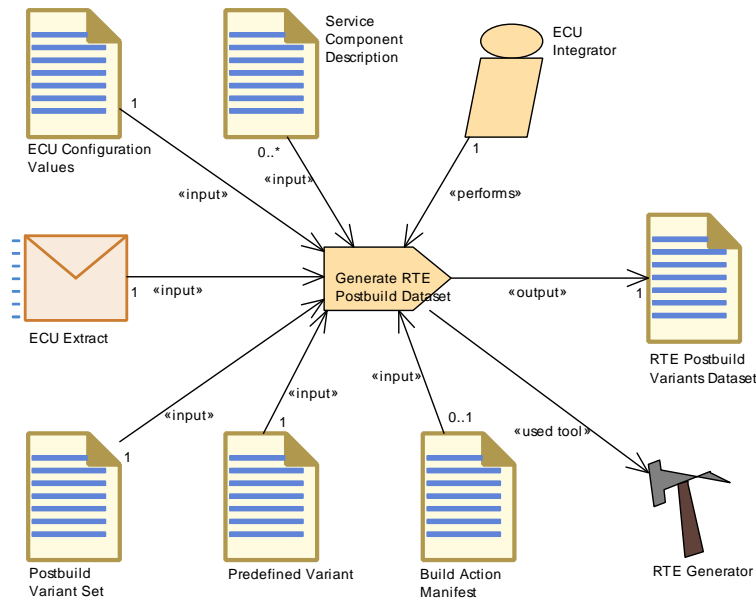 Service
Component
Description
ECU
Integrator
1
ECU Configuration
Values
0..*
«input»
1
«performs»
«input»
Generate RTE
Postbuild Dataset
1
«input»
ECU Extract
«output»
1
RTE Postbuild
Variants Dataset
«input»
«input»
«input»
1
1
0..1
«used tool»
Postbuild
Variant Set
Predefined Variant
Build Action
Manifest
RTE Generator